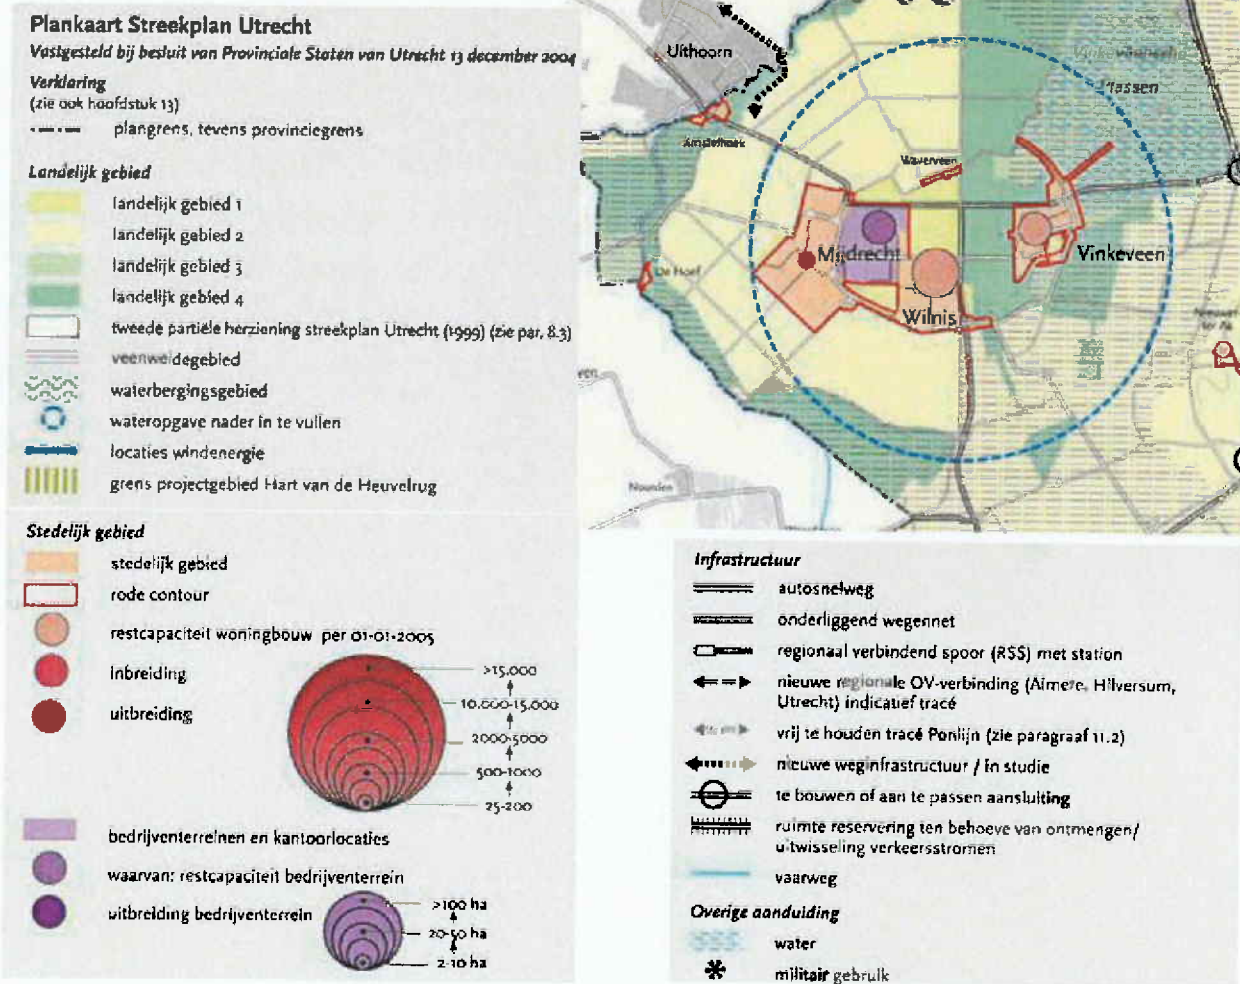 Plankaart Streekplan Utrecht
Vastgesteld bij besluit van Provinciale Staten van Utrecht 13 december 2004
Verklaring
(zie ook hoofdstuk 13)
plangrens, tevens provinciegrens
Landelijk gebied
landelijk gebied 1
landelijk gebied 2
landelijk gebied 3
landelijk gebied 4
tweede partiële herziening streekplan Utrecht (1999) (zie par. 8.3)
veenweidegebied
waterbergingsgebied
wateropgave nader in te vullen
locaties windenergie
grens projectgebied Hart van de Heuvelrug
Stedelijk gebied
stedelijk gebied
rode contour
restcapaciteit woningbouw per 01-01-2005
inbreiding
uitbreiding
>15.000
10.000-15.000
2000-5000
500-1000
25-200
bedrijventerreinen en kantoorlocaties
waarvan: restcapaciteit bedrijventerrein
uitbreiding bedrijventerrein
>100 ha
20-50 ha
2-10 ha
Uithoorn
Amstelhoek
Waverveen
Plassen
Mijdrecht
Vinkeveen
De Hoef
Wilnis
Noorden
Infrastructuur
autosnelweg
onderliggend wegennet
regionaal verbindend spoor (RSS) met station
nieuwe regionale OV-verbinding (Almere, Hilversum,
Utrecht) indicatief tracé
vrij te houden tracé Ponlijn (zie paragraaf 11.2)
nieuwe weginfrastructuur / in studie
te bouwen of aan te passen aansluiting
ruimte reservering ten behoeve van ontmengen/
uitwisseling verkeersstromen
vaarweg
Overige aanduiding
water
militair gebruik